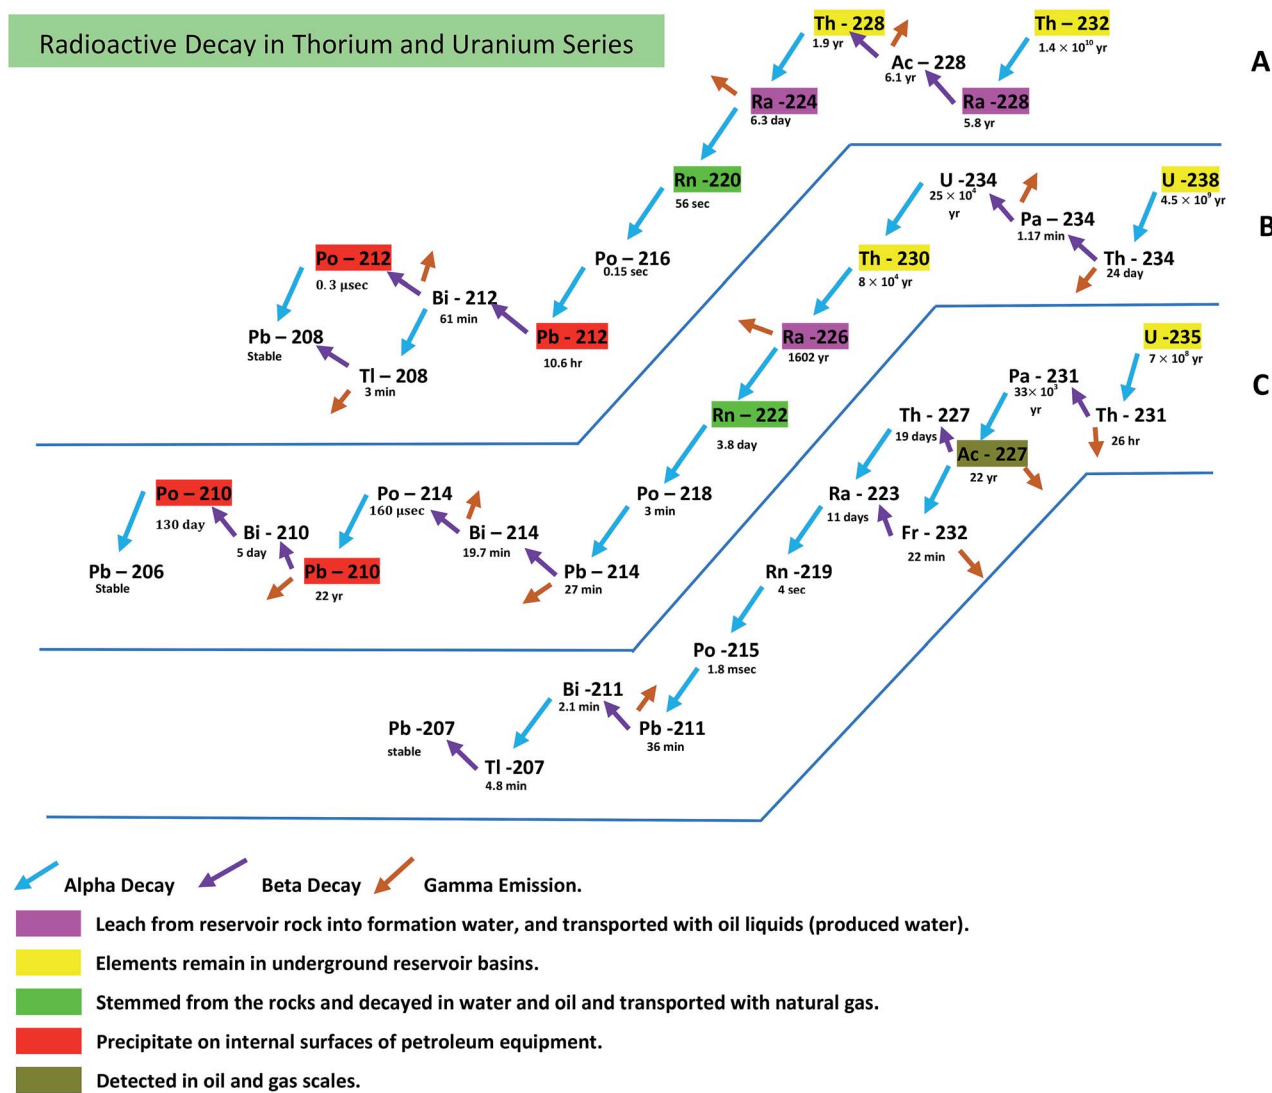 Radioactive Decay in Thorium and Uranium Series
Th - 228
1.9 yr
Th – 232
1.4 × 10¹⁰ yr
A
Ac – 228
6.1 yr
Ra -224
6.3 day
Ra -228
5.8 yr
Rn -220
56 sec
Po – 216
0.15 sec
Po – 212
0.3 µsec
Bi - 212
61 min
Pb - 212
10.6 hr
Pb – 208
Stable
Tl – 208
3 min
U -234
25 × 10⁴
yr
U -238
4.5 × 10⁹ yr
B
Pa – 234
1.17 min
Th - 234
24 day
Th - 230
8 × 10⁴ yr
Ra -226
1602 yr
Rn – 222
3.8 day
Po – 218
3 min
Po – 210
130 day
Po – 214
160 µsec
Bi - 210
5 day
Bi – 214
19.7 min
Pb – 206
Stable
Pb – 210
22 yr
Pb – 214
27 min
U -235
7 × 10⁸ yr
C
Pa - 231
33× 10³
yr
Th - 231
26 hr
Th - 227
19 days
Ac - 227
22 yr
Ra - 223
11 days
Fr - 232
22 min
Rn -219
4 sec
Po -215
1.8 msec
Bi -211
2.1 min
Pb -211
36 min
Pb -207
stable
Tl -207
4.8 min
Alpha Decay
Beta Decay
Gamma Emission.
Leach from reservoir rock into formation water, and transported with oil liquids (produced water).
Elements remain in underground reservoir basins.
Stemmed from the rocks and decayed in water and oil and transported with natural gas.
Precipitate on internal surfaces of petroleum equipment.
Detected in oil and gas scales.